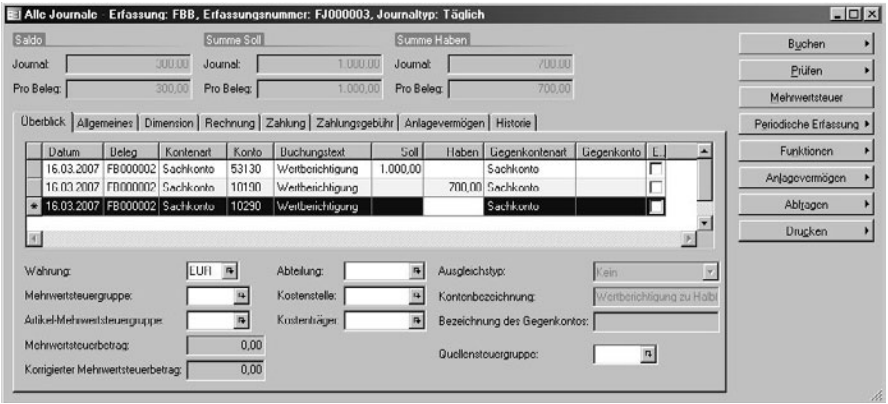 Alle Journale - Erfassung: FBB, Erfassungsnummer: FJ000003, Journaltyp: Täglich
Saldo Summe Soll Summe Haben
Journal: 300,00 Journal: 1.000,00 Journal: 700,00
Pro Beleg: 300,00 Pro Beleg: 1.000,00 Pro Beleg: 700,00
Überblick Allgemeines Dimension Rechnung Zahlung Zahlungsgebühr Anlagevermögen Historie
Datum Beleg Kontenart Konto Buchungstext Soll Haben Gegenkontenart Gegenkonto E..
16.03.2007 FB000002 Sachkonto 53130 Wertberichtigung 1.000,00 Sachkonto
16.03.2007 FB000002 Sachkonto 10190 Wertberichtigung 700,00 Sachkonto
* 16.03.2007 FB000002 Sachkonto 10290 Wertberichtigung Sachkonto
Währung: EUR Abteilung: Ausgleichstyp: Kein
Mehrwertsteuergruppe: Kostenstelle: Kontenbezeichnung: Wertberichtigung zu Halbf
Artikel-Mehrwertsteuergruppe: Kostenträger: Bezeichnung des Gegenkontos:
Mehrwertsteuerbetrag: 0,00
Quellensteuergruppe:
Korrigierter Mehrwertsteuerbetrag: 0,00
Buchen
Prüfen
Mehrwertsteuer
Periodische Erfassung
Funktionen
Anlagevermögen
Abfragen
Drucken